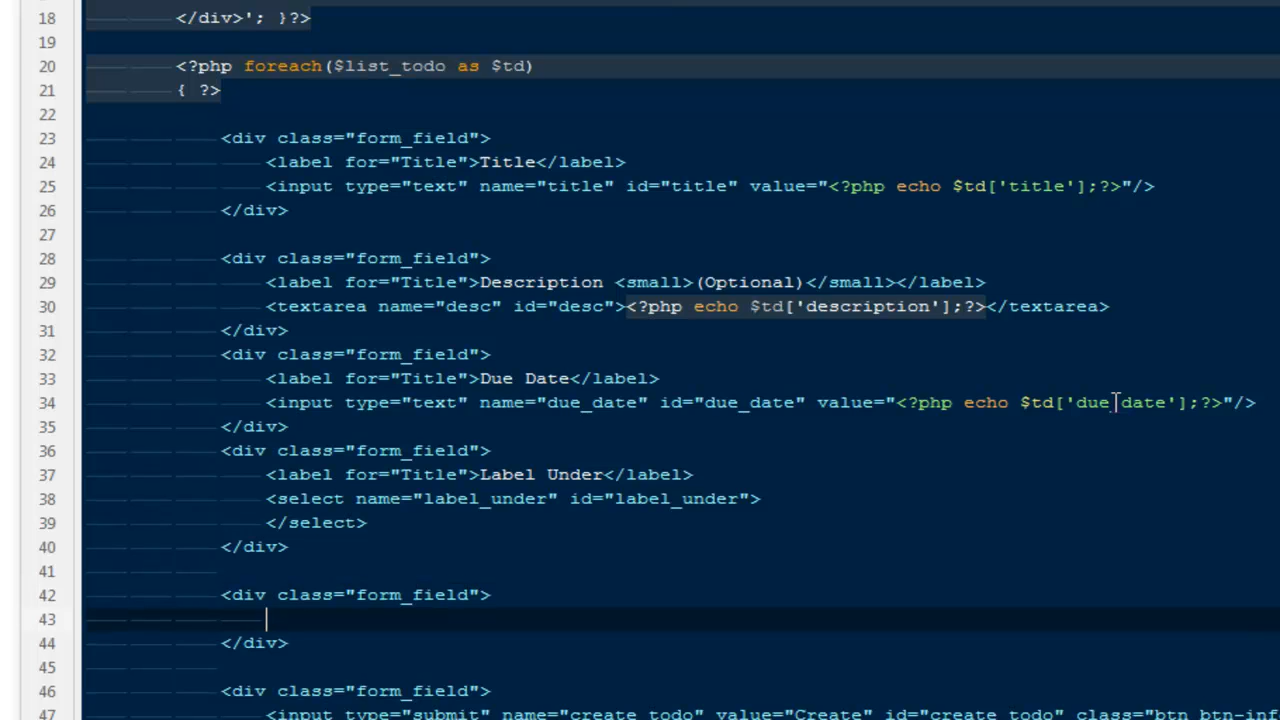 18 </div>'; }?>
19
20 <?php foreach($list_todo as $td)
21 { ?>
22
23 <div class="form_field">
24 <label for="Title">Title</label>
25 <input type="text" name="title" id="title" value="<?php echo $td['title'];?>"/>
26 </div>
27
28 <div class="form_field">
29 <label for="Title">Description <small>(Optional)</small></label>
30 <textarea name="desc" id="desc"><?php echo $td['description'];?></textarea>
31 </div>
32 <div class="form_field">
33 <label for="Title">Due Date</label>
34 <input type="text" name="due_date" id="due_date" value="<?php echo $td['due_date'];?>"/>
35 </div>
36 <div class="form_field">
37 <label for="Title">Label Under</label>
38 <select name="label_under" id="label_under">
39 </select>
40 </div>
41
42 <div class="form_field">
43
44 </div>
45
46 <div class="form_field">
47 <input type="submit" name="create_todo" value="Create" id="create_todo" class="btn btn-inf